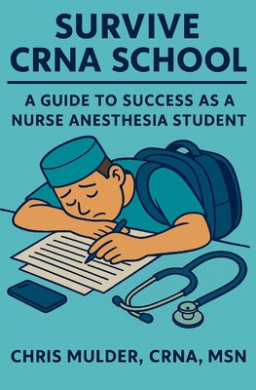 SURVIVE
CRNA SCHOOL
A GUIDE TO SUCCESS AS A
NURSE ANESTHESIA STUDENT
CHRIS MULDER, CRNA, MSN